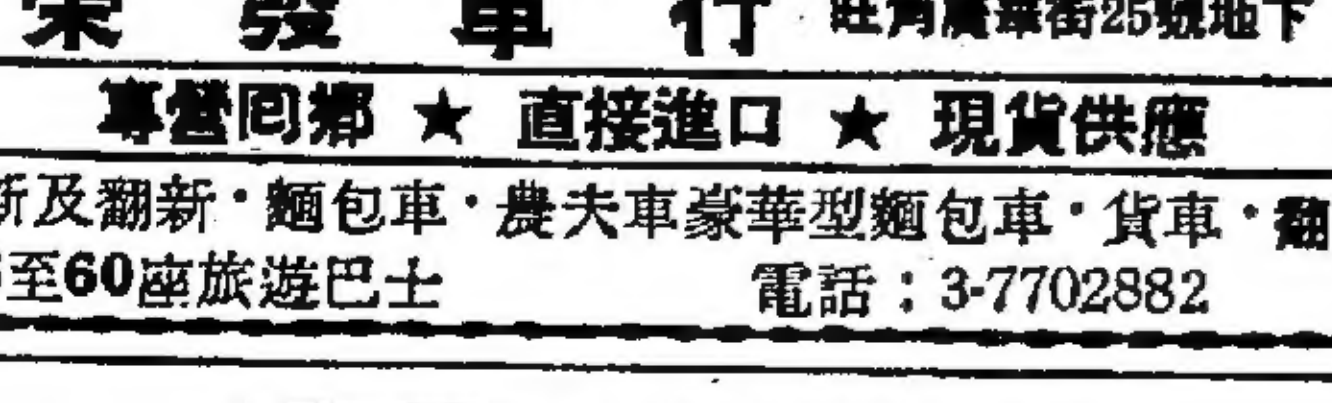 榮發車行 旺角廣華街25號地下
專營回鄉 ★ 直接進口 ★ 現貨供應
新及翻新·麵包車·農夫車豪華型麵包車·貨車·翻
至60座旅遊巴士 電話：3-7702882